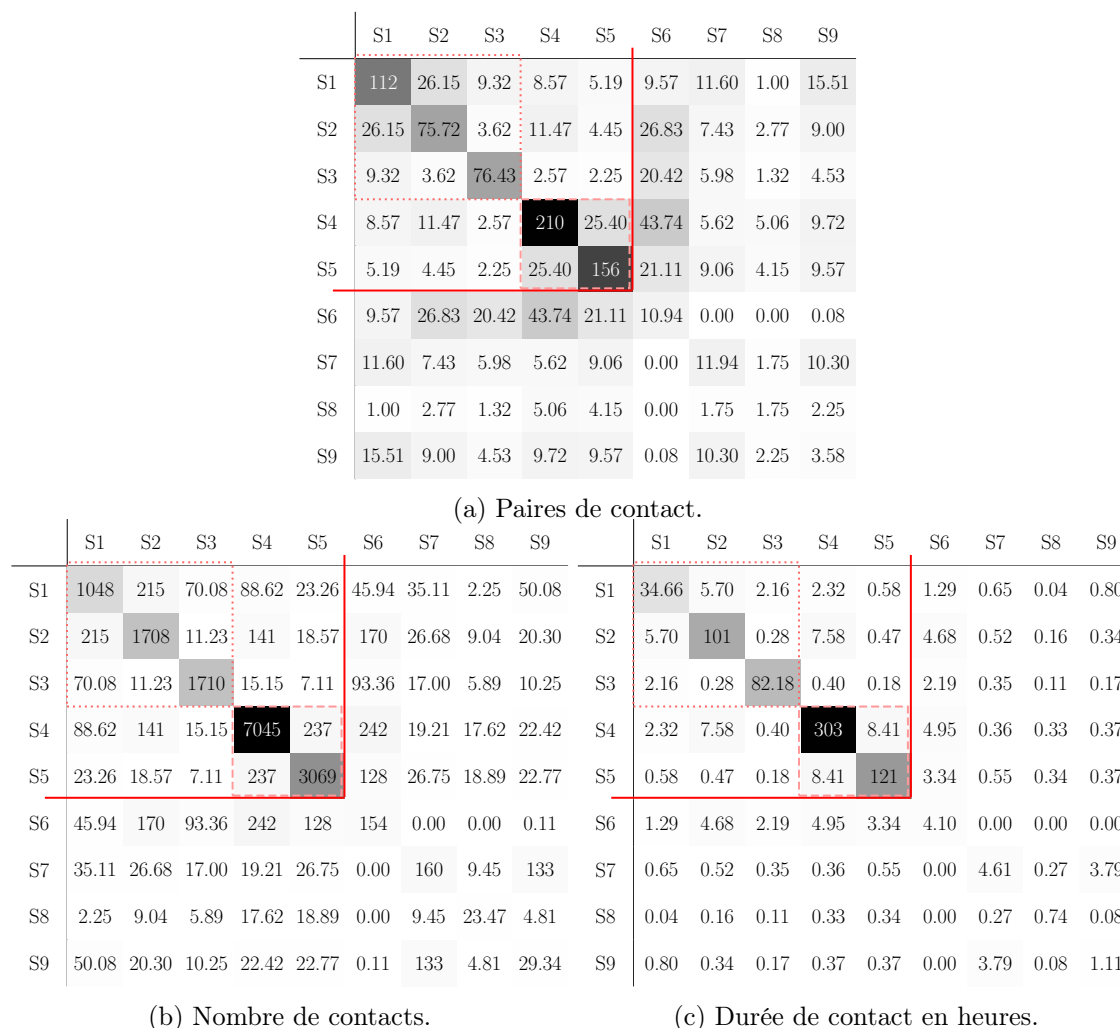 S1 S2 S3 S4 S5 S6 S7 S8 S9
S1 112 26.15 9.32 8.57 5.19 9.57 11.60 1.00 15.51
S2 26.15 75.72 3.62 11.47 4.45 26.83 7.43 2.77 9.00
S3 9.32 3.62 76.43 2.57 2.25 20.42 5.98 1.32 4.53
S4 8.57 11.47 2.57 210 25.40 43.74 5.62 5.06 9.72
S5 5.19 4.45 2.25 25.40 156 21.11 9.06 4.15 9.57
S6 9.57 26.83 20.42 43.74 21.11 10.94 0.00 0.00 0.08
S7 11.60 7.43 5.98 5.62 9.06 0.00 11.94 1.75 10.30
S8 1.00 2.77 1.32 5.06 4.15 0.00 1.75 1.75 2.25
S9 15.51 9.00 4.53 9.72 9.57 0.08 10.30 2.25 3.58
(a) Paires de contact.
S1 S2 S3 S4 S5 S6 S7 S8 S9
S1 1048 215 70.08 88.62 23.26 45.94 35.11 2.25 50.08
S2 215 1708 11.23 141 18.57 170 26.68 9.04 20.30
S3 70.08 11.23 1710 15.15 7.11 93.36 17.00 5.89 10.25
S4 88.62 141 15.15 7045 237 242 19.21 17.62 22.42
S5 23.26 18.57 7.11 237 3069 128 26.75 18.89 22.77
S6 45.94 170 93.36 242 128 154 0.00 0.00 0.11
S7 35.11 26.68 17.00 19.21 26.75 0.00 160 9.45 133
S8 2.25 9.04 5.89 17.62 18.89 0.00 9.45 23.47 4.81
S9 50.08 20.30 10.25 22.42 22.77 0.11 133 4.81 29.34
(b) Nombre de contacts.
S1 S2 S3 S4 S5 S6 S7 S8 S9
S1 34.66 5.70 2.16 2.32 0.58 1.29 0.65 0.04 0.80
S2 5.70 101 0.28 7.58 0.47 4.68 0.52 0.16 0.34
S3 2.16 0.28 82.18 0.40 0.18 2.19 0.35 0.11 0.17
S4 2.32 7.58 0.40 303 8.41 4.95 0.36 0.33 0.37
S5 0.58 0.47 0.18 8.41 121 3.34 0.55 0.34 0.37
S6 1.29 4.68 2.19 4.95 3.34 4.10 0.00 0.00 0.00
S7 0.65 0.52 0.35 0.36 0.55 0.00 4.61 0.27 3.79
S8 0.04 0.16 0.11 0.33 0.34 0.00 0.27 0.74 0.08
S9 0.80 0.34 0.17 0.37 0.37 0.00 3.79 0.08 1.11
(c) Durée de contact en heures.